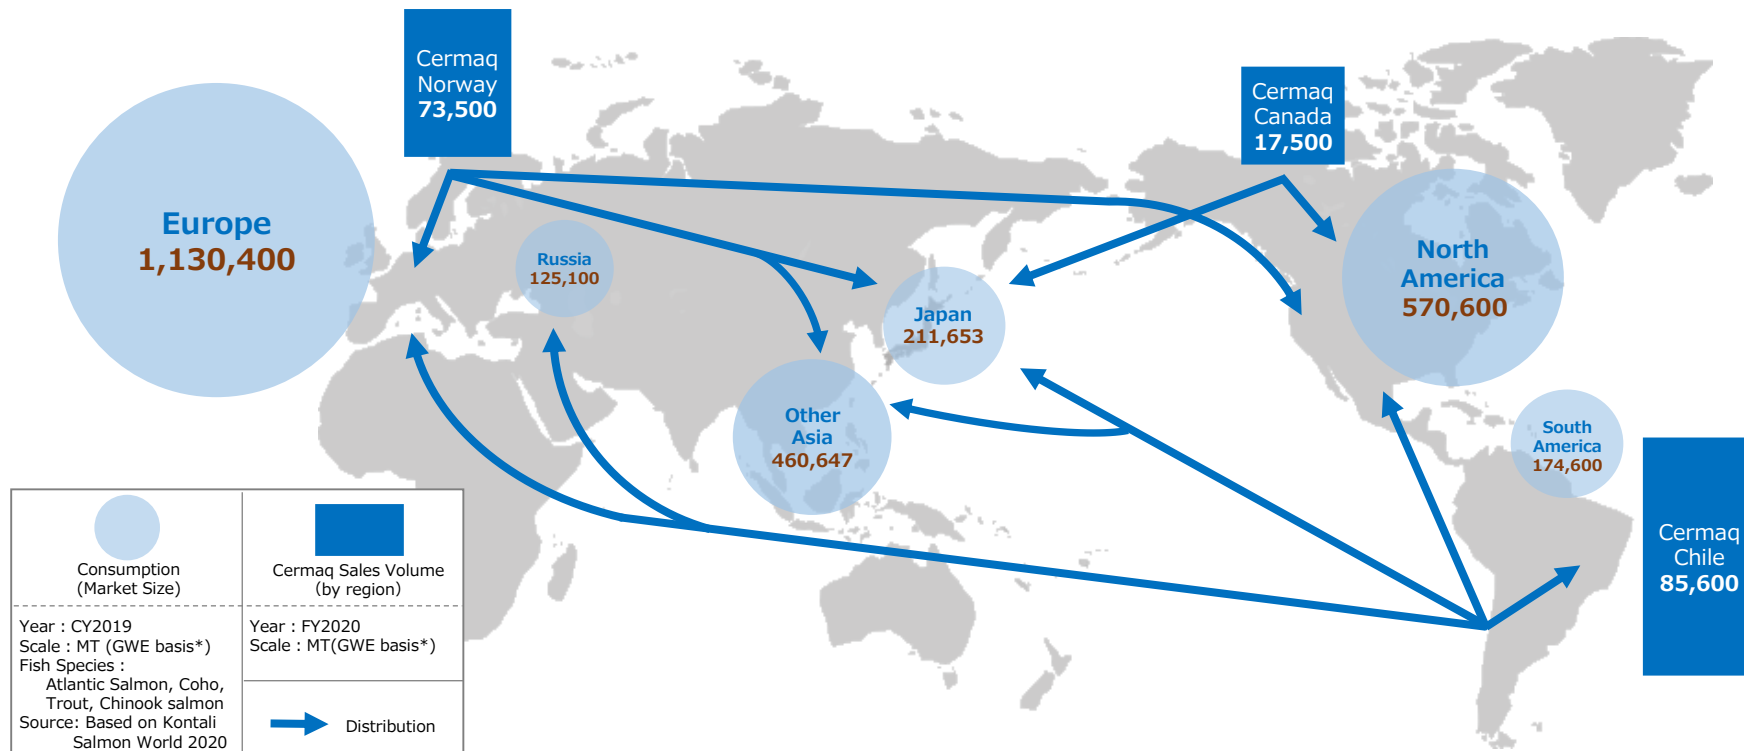 Cermaq
Norway
73,500
Cermaq
Canada
17,500
Europe
1,130,400
Russia
125,100
North
America
570,600
Japan
211,653
Other
Asia
460,647
South
America
174,600
Cermaq
Chile
85,600
Consumption
(Market Size)
Cermaq Sales Volume
(by region)
Year : CY2019
Scale : MT (GWE basis*)
Fish Species :
Atlantic Salmon, Coho,
Trout, Chinook salmon
Source: Based on Kontali
Salmon World 2020
Year : FY2020
Scale : MT(GWE basis*)
Distribution